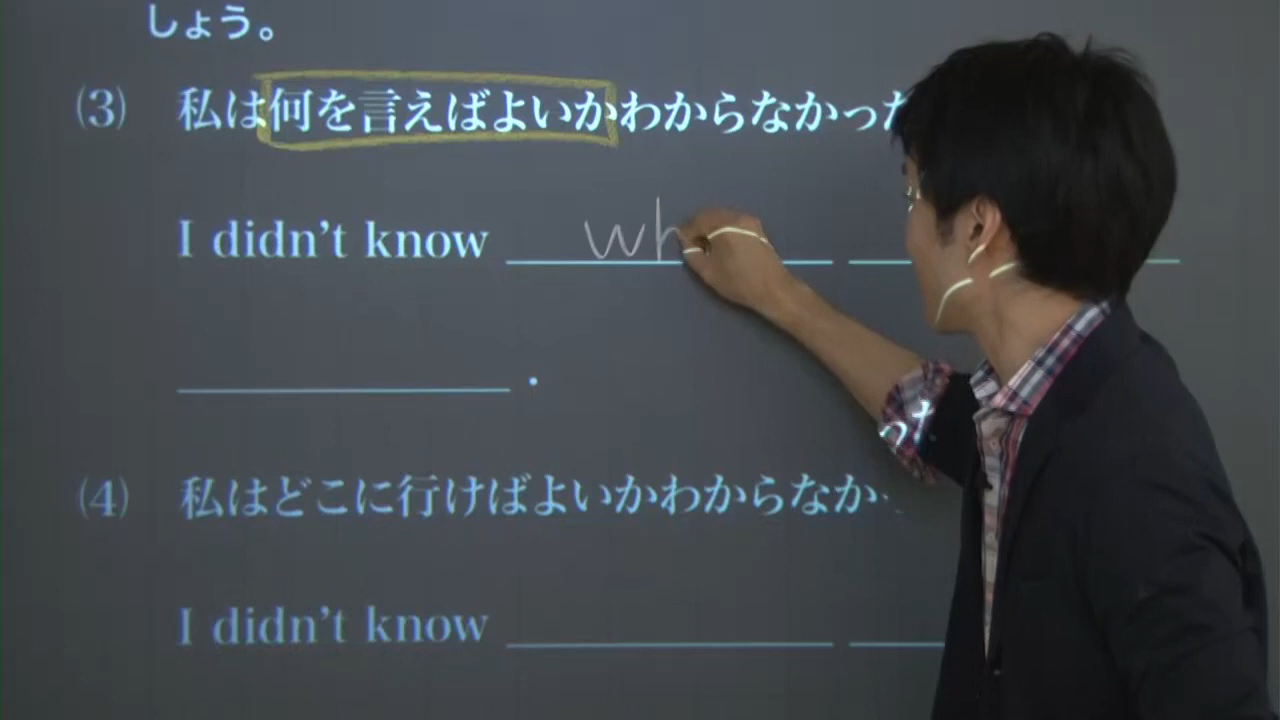 しょう。
(3) 私は何を言えばよいかわからなかった
I didn't know wh
.
(4) 私はどこに行けばよいかわからなか
I didn't know